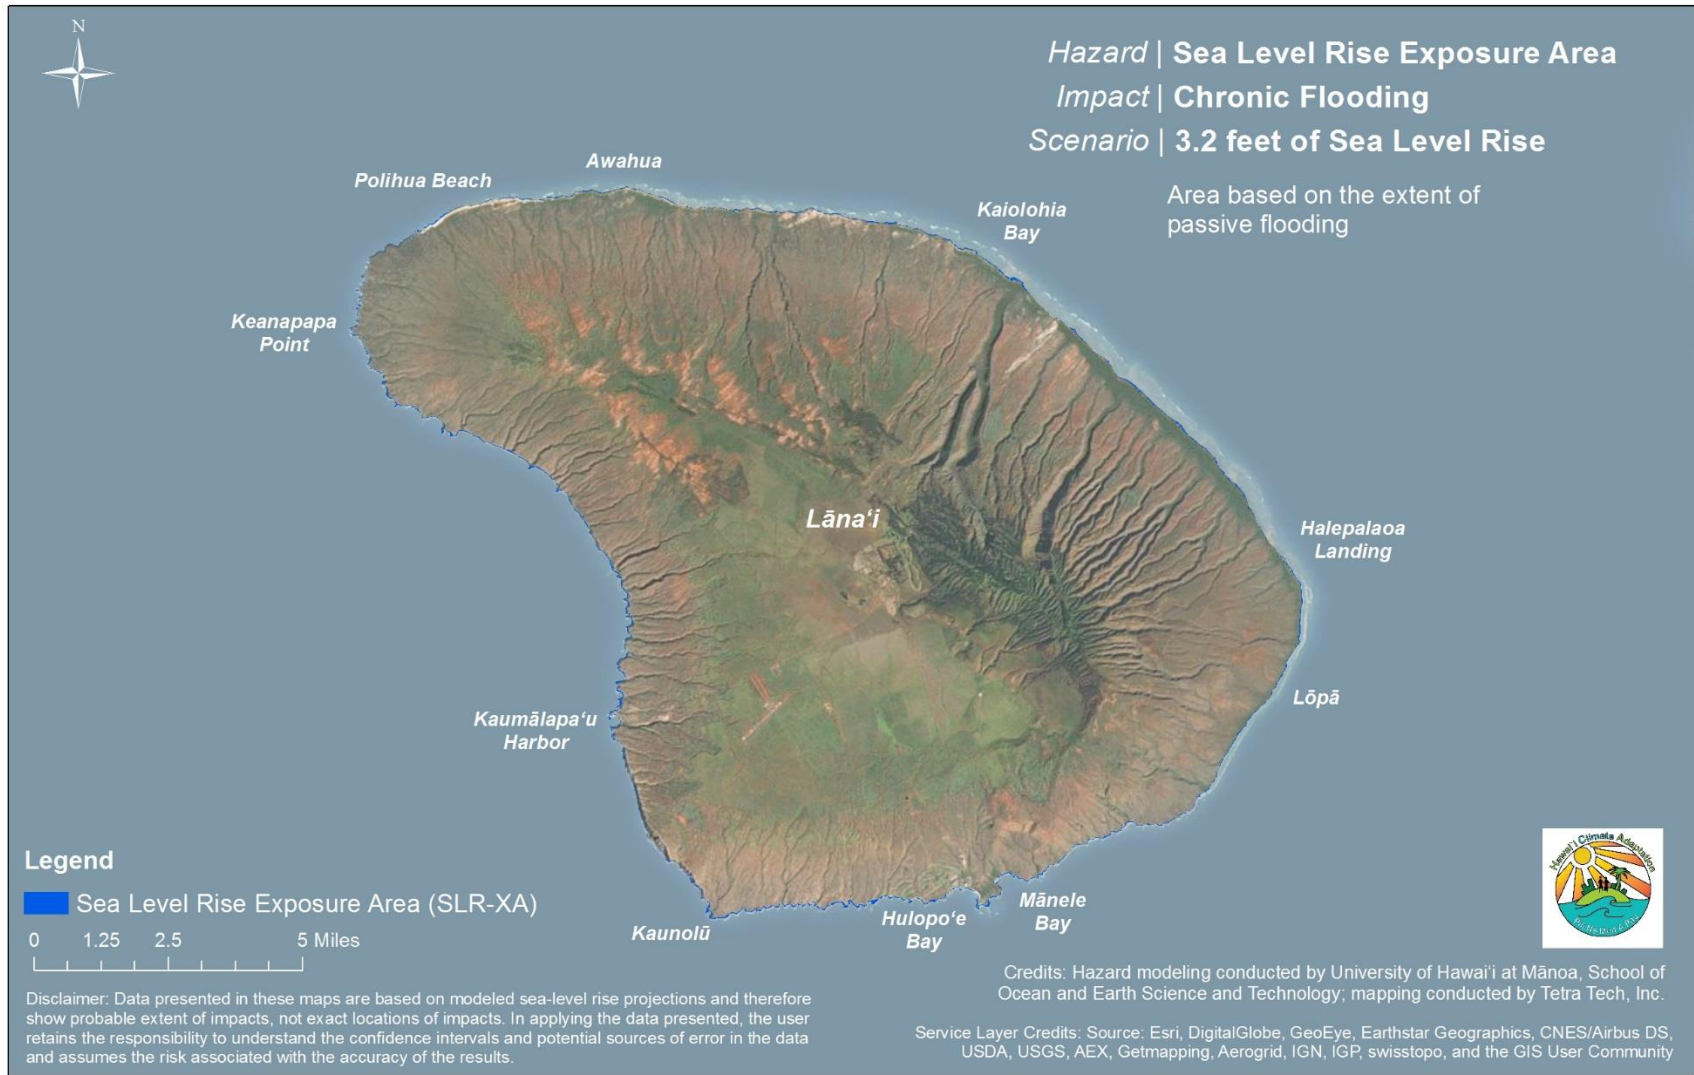 N
Hazard | Sea Level Rise Exposure Area
Impact | Chronic Flooding
Scenario | 3.2 feet of Sea Level Rise
Area based on the extent of
passive flooding
Awahua
Polihua Beach
Kaiolohia
Bay
Keanapapa
Point
Lānaʻi
Halepalaoa
Landing
Lōpā
Kaumālapaʻu
Harbor
Mānele
Bay
Hulopoʻe
Bay
Kaunolū
Legend
Sea Level Rise Exposure Area (SLR-XA)
0 1.25 2.5 5 Miles
Disclaimer: Data presented in these maps are based on modeled sea-level rise projections and therefore
show probable extent of impacts, not exact locations of impacts. In applying the data presented, the user
retains the responsibility to understand the confidence intervals and potential sources of error in the data
and assumes the risk associated with the accuracy of the results.
Hawaiʻi Climate Adaptation
Credits: Hazard modeling conducted by University of Hawaiʻi at Mānoa, School of
Ocean and Earth Science and Technology; mapping conducted by Tetra Tech, Inc.
Service Layer Credits: Source: Esri, DigitalGlobe, GeoEye, Earthstar Geographics, CNES/Airbus DS,
USDA, USGS, AEX, Getmapping, Aerogrid, IGN, IGP, swisstopo, and the GIS User Community